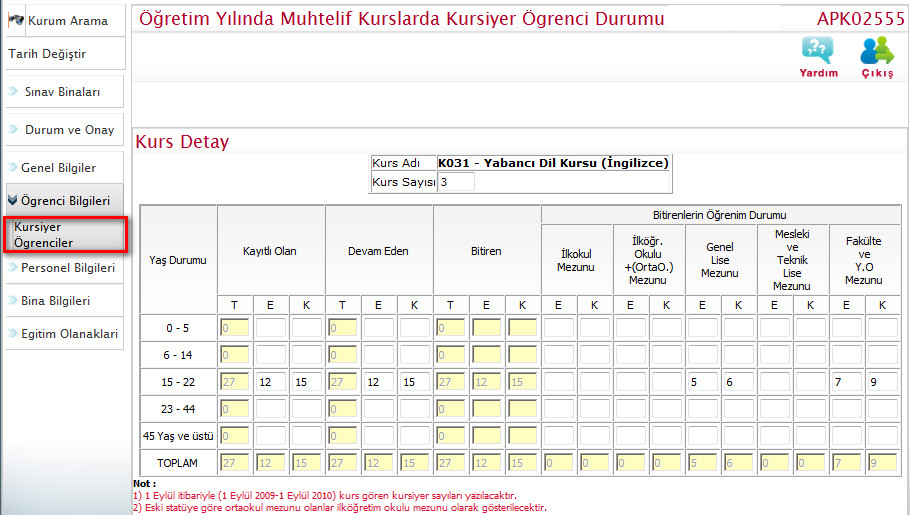 Kurum Arama
Tarih Değiştir
Sınav Binaları
Durum ve Onay
Genel Bilgiler
Ögrenci Bilgileri
Kursiyer
Ögrenciler
Personel Bilgileri
Bina Bilgileri
Egitim Olanaklari
Öğretim Yılında Muhtelif Kurslarda Kursiyer Ögrenci Durumu APK02555
Yardım Çıkış
Kurs Detay
Kurs Adı K031 - Yabancı Dil Kursu (İngilizce)
Kurs Sayısı 3
Yaş Durumu
Kayıtlı Olan
Devam Eden
Bitiren
Bitirenlerin Öğrenim Durumu
İlkokul
Mezunu
İlköğr.
Okulu
+(OrtaO.)
Mezunu
Genel
Lise
Mezunu
Mesleki
ve
Teknik
Lise
Mezunu
Fakülte
ve
Y.O
Mezunu
T E K T E K T E K E K E K E K E K E K
0 - 5 0 0 0
6 - 14 0 0 0
15 - 22 27 12 15 27 12 15 27 12 15 5 6 7 9
23 - 44 0 0 0
45 Yaş ve üstü 0 0 0
TOPLAM 27 12 15 27 12 15 27 12 15 0 0 0 0 5 6 0 0 7 9
Not :
1) 1 Eylül itibariyle (1 Eylül 2009-1 Eylül 2010) kurs gören kursiyer sayıları yazılacaktır.
2) Eski statüye göre ortaokul mezunu olanlar ilköğretim okulu mezunu olarak gösterilecektir.